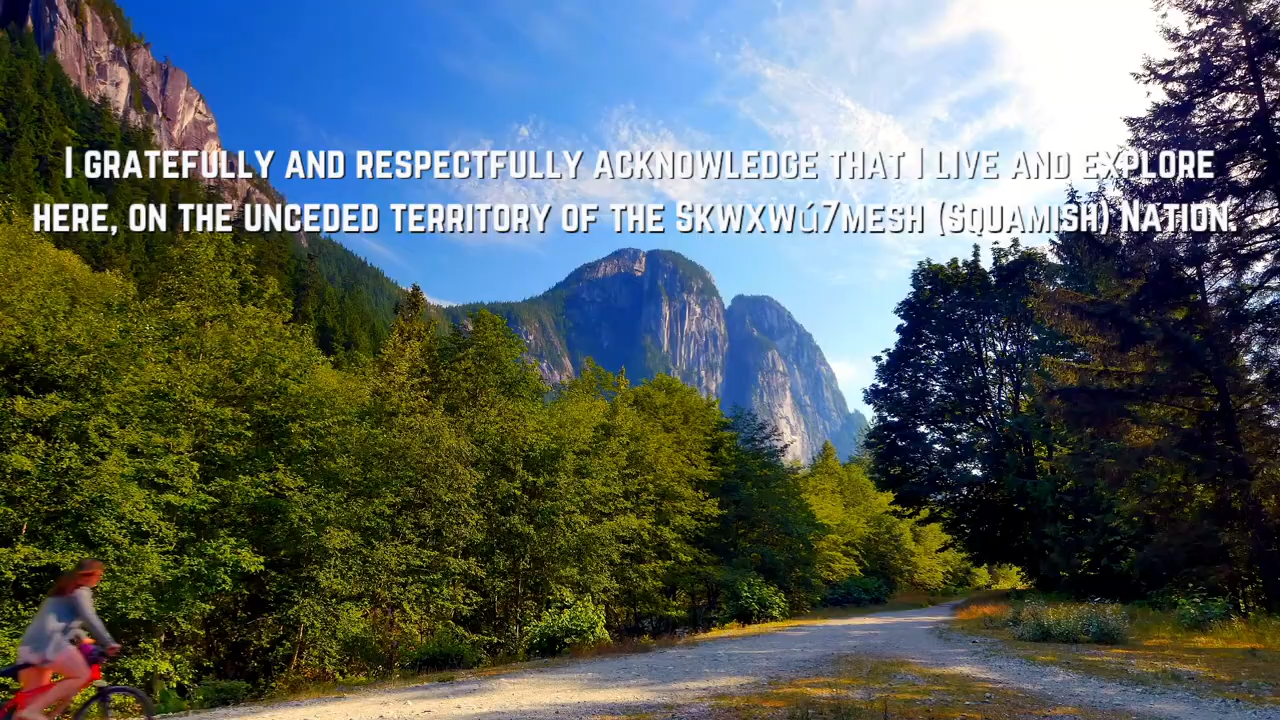 I gratefully and respectfully acknowledge that I live and explore
here, on the unceded territory of the Skwxwú7mesh (Squamish) Nation.